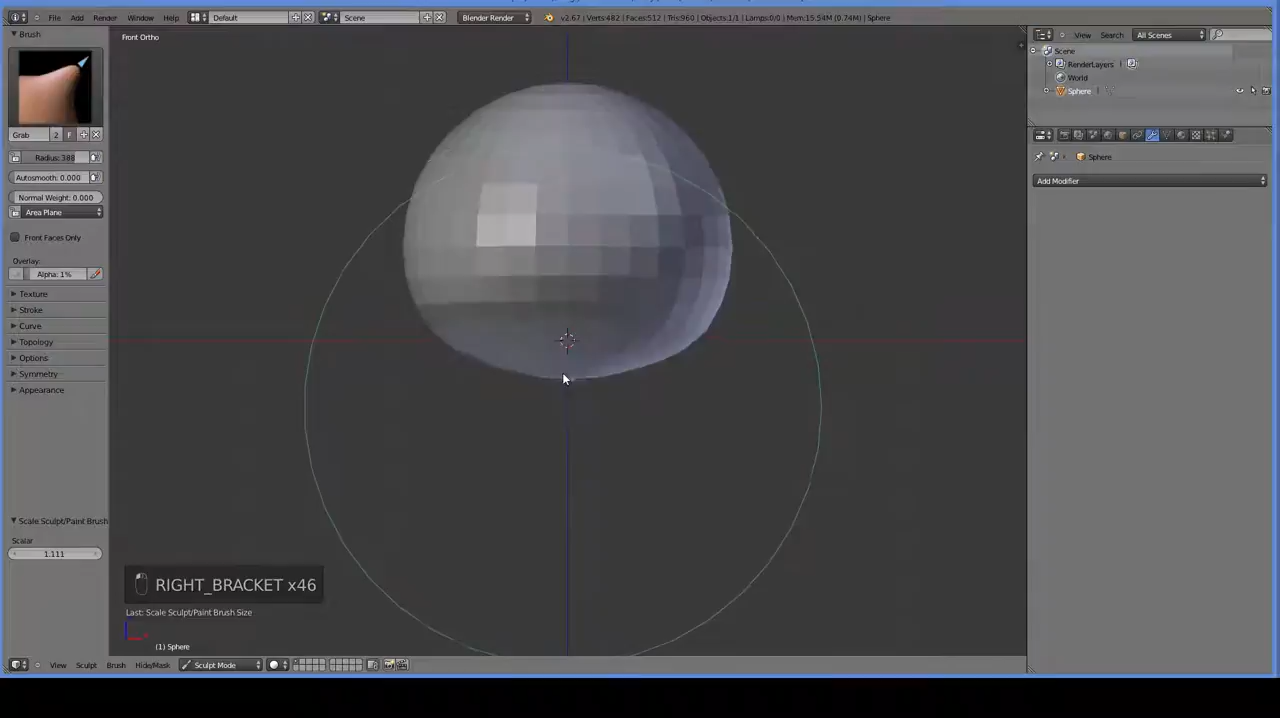 File Add Render Window Help Default Scene Blender Render v2.67 | Verts:482 | Faces:512 | Tris:960 | Objects:1/1 | Lamps:0/0 | Mem:15.54M (0.74M) | Sphere
Brush
Front Ortho
View Search All Scenes
Scene
RenderLayers
World
Sphere
Grab 2 F
Radius: 388
Sphere
Autosmooth: 0.000
Add Modifier
Normal Weight: 0.000
Area Plane
Front Faces Only
Overlay:
Alpha: 1%
Texture
Stroke
Curve
Topology
Options
Symmetry
Appearance
Scale Sculpt/Paint Brush
Scalar
1.111
RIGHT_BRACKET x46
Last: Scale Sculpt/Paint Brush Size
(1) Sphere
View Sculpt Brush Hide/Mask Sculpt Mode